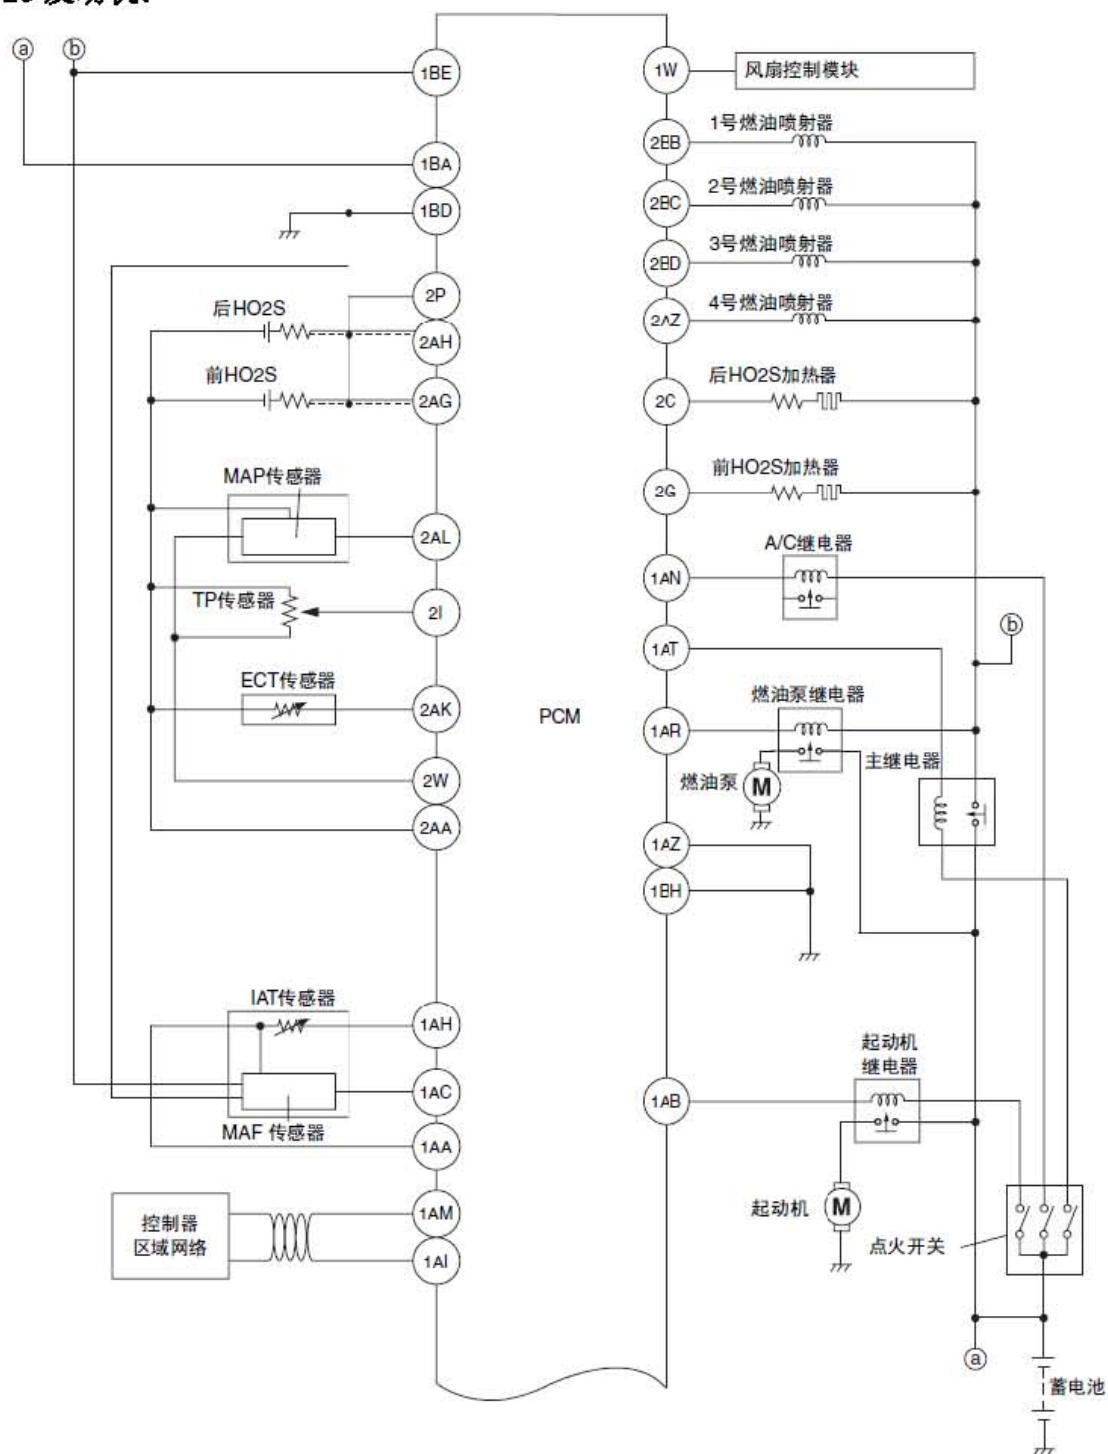 ⓐ ⓑ
1BE
1BA
1BD
2P
后HO2S
2AH
前HO2S
2AG
MAP传感器
2AL
TP传感器
2I
ECT传感器
2AK
2W
2AA
IAT传感器
1AH
1AC
MAF 传感器
1AA
控制器
区域网络
1AM
1AI
PCM
1W
风扇控制模块
1号燃油喷射器
2BB
2号燃油喷射器
2BC
3号燃油喷射器
2BD
4号燃油喷射器
2AZ
后HO2S加热器
2C
前HO2S加热器
2G
A/C继电器
1AN
ⓑ
1AT
燃油泵继电器
1AR
主继电器
燃油泵
M
1AZ
1BH
起动机
继电器
1AB
起动机
M
点火开关
ⓐ
蓄电池